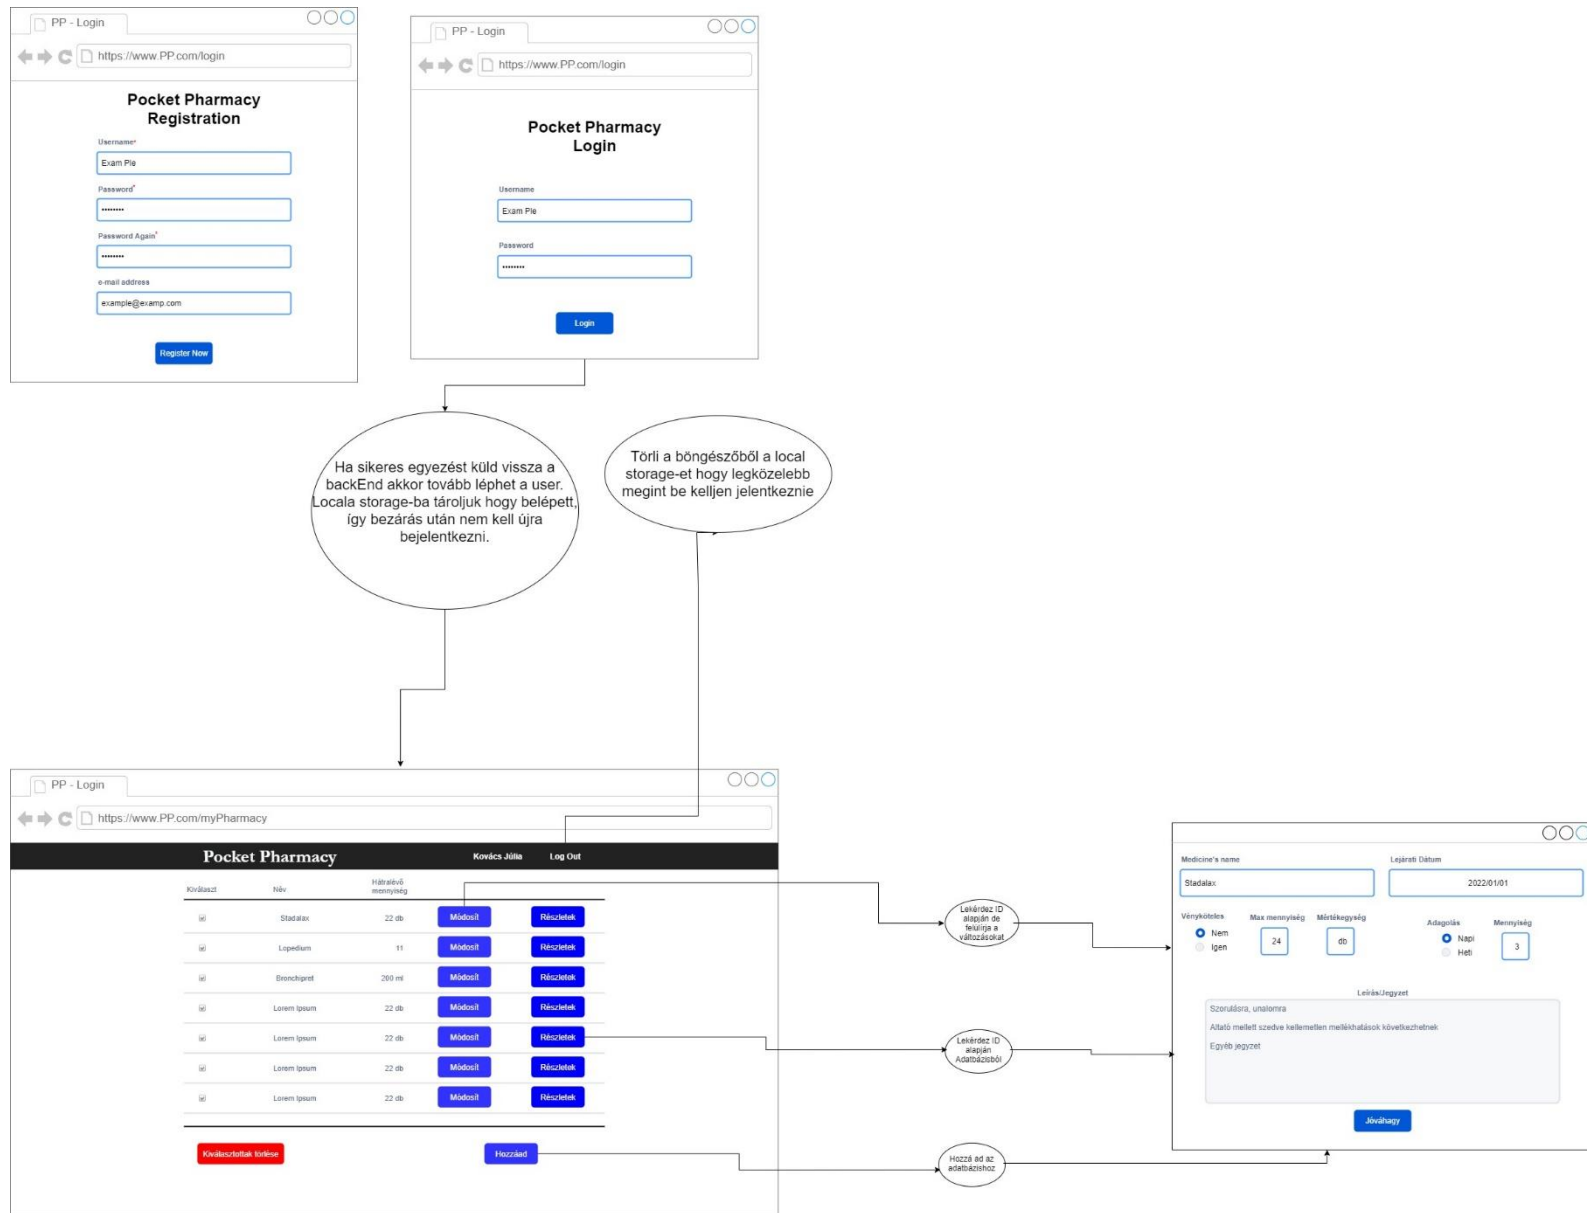 PP - Login
https://www.PP.com/login
Pocket Pharmacy
Registration
Username*
Exam Ple
Password*
••••••••
Password Again*
••••••••
e-mail address
example@examp.com
Register Now
PP - Login
https://www.PP.com/login
Pocket Pharmacy
Login
Username
Exam Ple
Password
••••••••
Login
Ha sikeres egyezést küld vissza a
backEnd akkor tovább léphet a user.
Locala storage-ba tároljuk hogy belépett,
így bezárás után nem kell újra
bejelentkezni.
Törli a böngészőből a local
storage-et hogy legközelebb
megint be kelljen jelentkeznie
PP - Login
https://www.PP.com/myPharmacy
Pocket Pharmacy Kovács Júlia Log Out
Kiválaszt Név Hátralévő
mennyiség
Stadalax 22 db Módosít Részletek
Lopedium 11 Módosít Részletek
Bronchipret 200 ml Módosít Részletek
Lorem Ipsum 22 db Módosít Részletek
Lorem Ipsum 22 db Módosít Részletek
Lorem Ipsum 22 db Módosít Részletek
Lorem Ipsum 22 db Módosít Részletek
Kiválasztottak törlése Hozzáad
Lekérdez ID
alapján de
felülírja a
változásokat
Lekérdez ID
alapján
Adatbázisból
Hozzá ad az
adatbázishoz
Medicine's name Lejárati Dátum
Stadalax 2022/01/01
Vényköteles Max mennyiség Mértékegység Adagolás Mennyiség
Nem 24 db Napi 3
Igen Heti
Leírás/Jegyzet
Szorulásra, unalomra
Altató mellett szedve kellemetlen mellékhatások következhetnek
Egyéb jegyzet
Jóváhagy